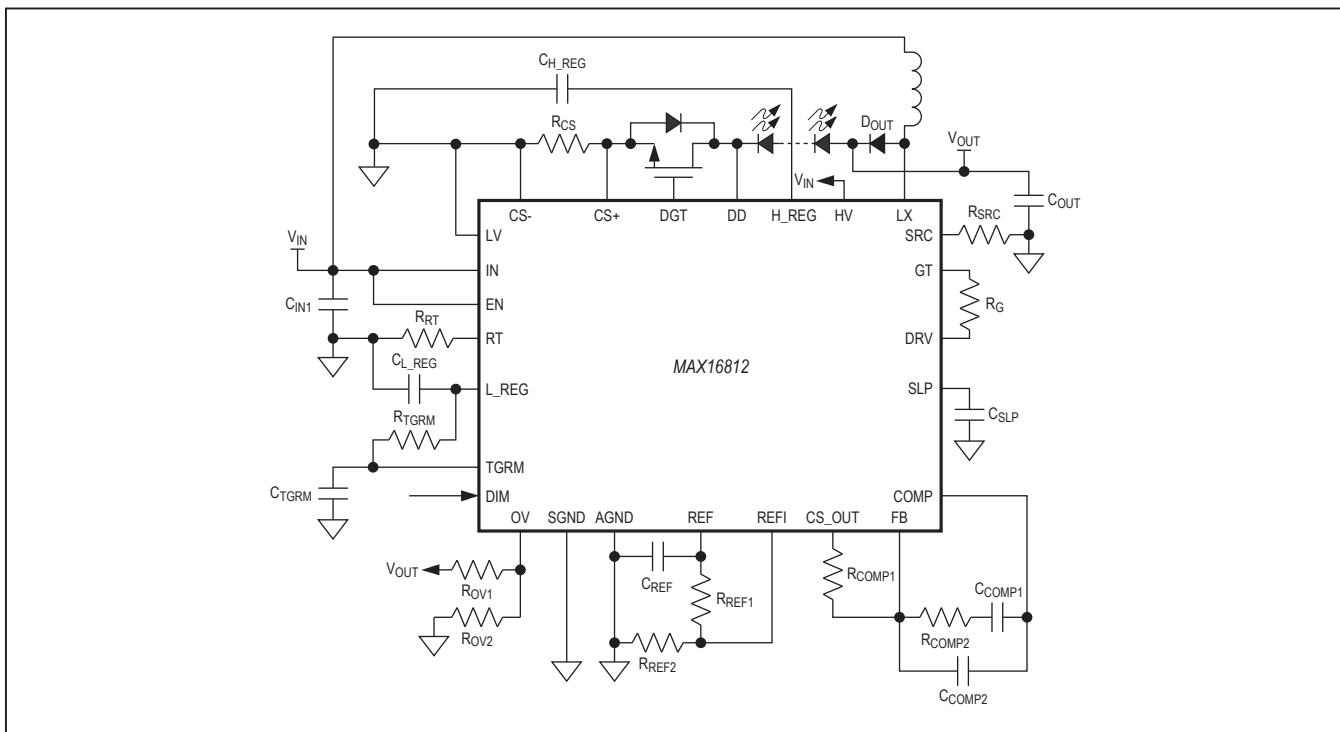 C_H_REG
R_CS
D_OUT
V_OUT
V_IN
C_OUT
R_SRC
CS-
CS+
DGT
DD
H_REG
HV
LX
LV
SRC
V_IN
IN
GT
C_IN1
EN
R_G
R_RT
RT
DRV
MAX16812
C_L_REG
L_REG
SLP
C_SLP
R_TGRM
TGRM
C_TGRM
DIM
COMP
OV
SGND
AGND
REF
REFI
CS_OUT
FB
V_OUT
R_OV1
C_REF
R_COMP1
R_REF1
C_COMP1
R_OV2
R_REF2
R_COMP2
C_COMP2